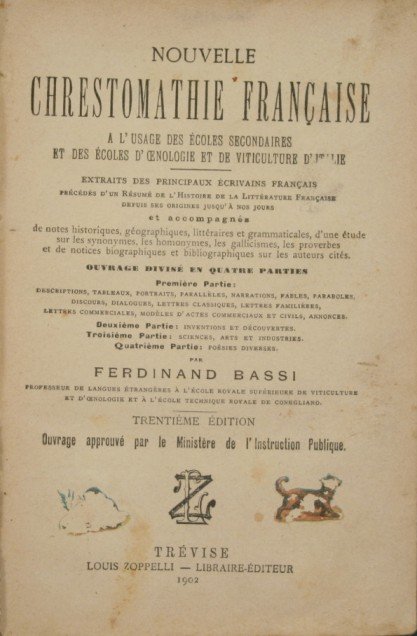 NOUVELLE
CHRESTOMATHIE FRANÇAISE
A L'USAGE DES ÉCOLES SECONDAIRES
ET DES ÉCOLES D'ŒNOLOGIE ET DE VITICULTURE D'ITALIE
EXTRAITS DES PRINCIPAUX ÉCRIVAINS FRANÇAIS
PRÉCÉDÉS D'UN RÉSUMÉ DE L'HISTOIRE DE LA LITTÉRATURE FRANÇAISE
DEPUIS SES ORIGINES JUSQU'À NOS JOURS
et accompagnés
de notes historiques, géographiques, littéraires et grammaticales, d'une étude
sur les synonymes, les homonymes, les gallicismes, les proverbes
et de notices biographiques et bibliographiques sur les auteurs cités.
OUVRAGE DIVISÉ EN QUATRE PARTIES
Première Partie:
DESCRIPTIONS, TABLEAUX, PORTRAITS, PARALLÈLES, NARRATIONS, FABLES, PARABOLES,
DISCOURS, DIALOGUES, LETTRES CLASSIQUES, LETTRES FAMILIÈRES,
LETTRES COMMERCIALES, MODÈLES D'ACTES COMMERCIAUX ET CIVILS, ANNONCES.
Deuxième Partie: INVENTIONS ET DÉCOUVERTES.
Troisième Partie: SCIENCES, ARTS ET INDUSTRIES.
Quatrième Partie: POÉSIES DIVERSES.
PAR
FERDINAND BASSI
PROFESSEUR DE LANGUES ÉTRANGÈRES À L'ÉCOLE ROYALE SUPÉRIEURE DE VITICULTURE
ET D'ŒNOLOGIE ET À L'ÉCOLE TECHNIQUE ROYALE DE CONEGLIANO.
TRENTIÉME ÉDITION
Ouvrage approuvé par le Ministère de l'Instruction Publique.
LZ
TRÉVISE
LOUIS ZOPPELLI — LIBRAIRE-ÉDITEUR
1902